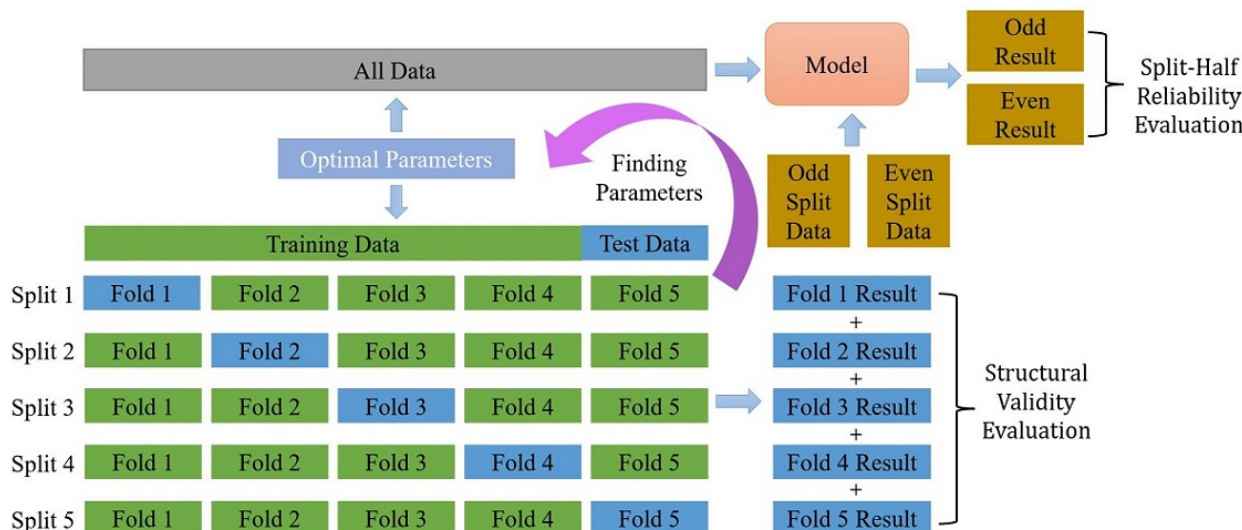 All Data
Model
Odd
Result
Even
Result
Split-Half
Reliability
Evaluation
Optimal Parameters
Finding
Parameters
Odd
Split
Data
Even
Split
Data
Training Data
Test Data
Split 1
Fold 1
Fold 2
Fold 3
Fold 4
Fold 5
Fold 1 Result
+
Split 2
Fold 1
Fold 2
Fold 3
Fold 4
Fold 5
Fold 2 Result
+
Split 3
Fold 1
Fold 2
Fold 3
Fold 4
Fold 5
Fold 3 Result
+
Split 4
Fold 1
Fold 2
Fold 3
Fold 4
Fold 5
Fold 4 Result
+
Split 5
Fold 1
Fold 2
Fold 3
Fold 4
Fold 5
Fold 5 Result
Structural
Validity
Evaluation